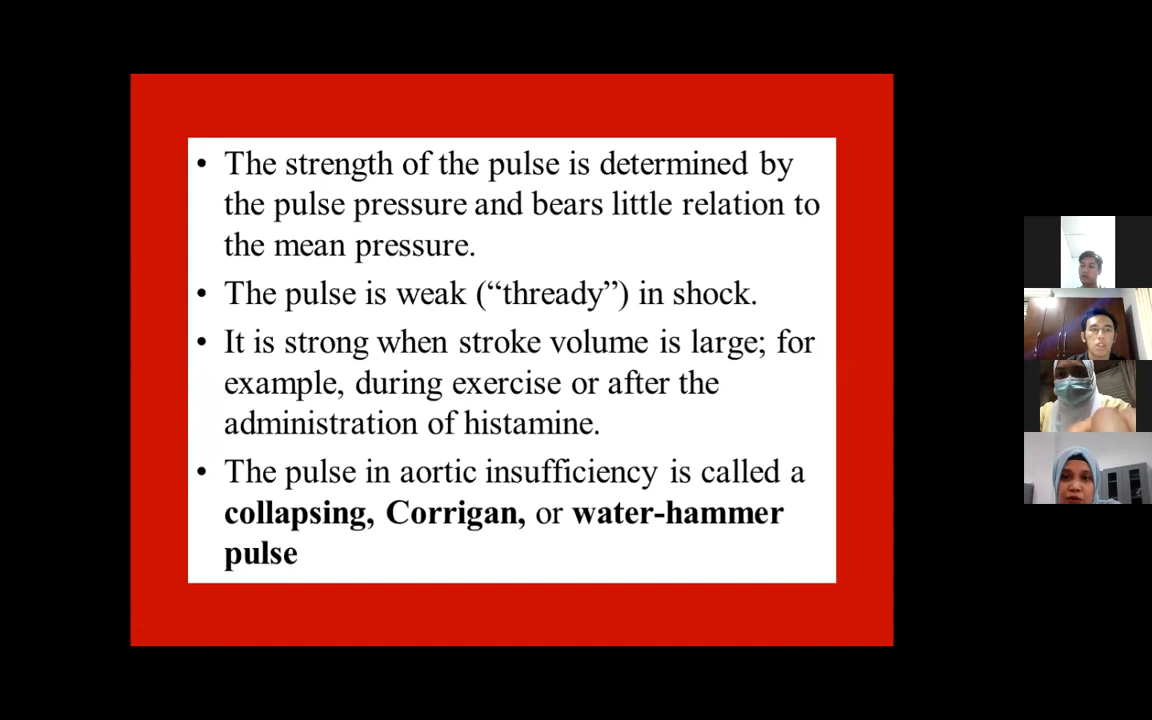 • The strength of the pulse is determined by
the pulse pressure and bears little relation to
the mean pressure.
• The pulse is weak (“thready”) in shock.
• It is strong when stroke volume is large; for
example, during exercise or after the
administration of histamine.
• The pulse in aortic insufficiency is called a
collapsing, Corrigan, or water-hammer
pulse